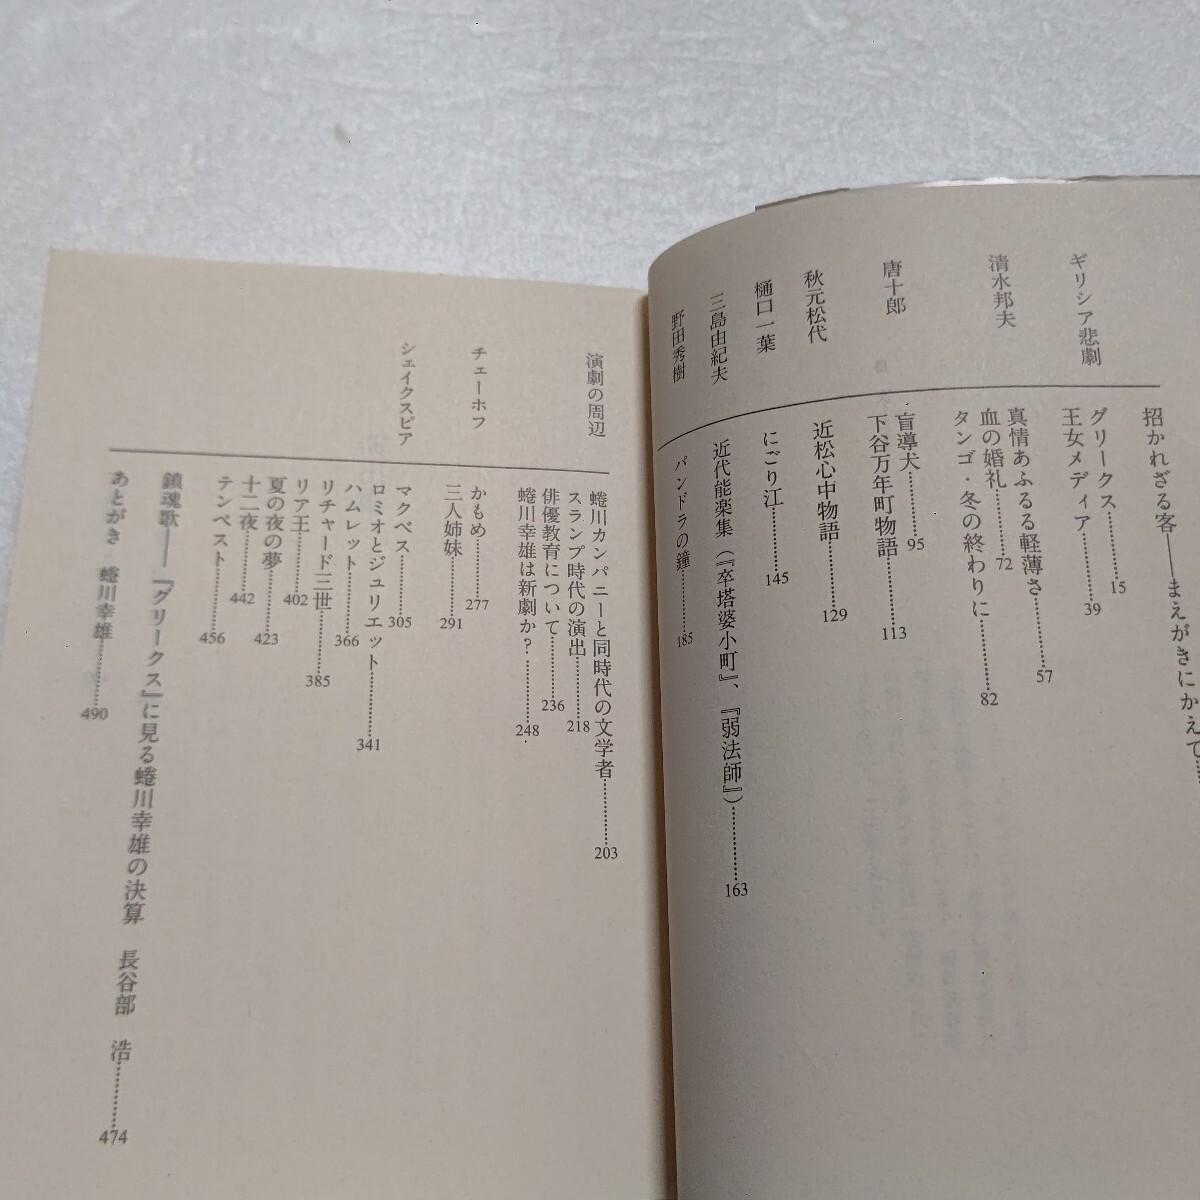 招かれざる客——まえがきにかえて……
ギリシア悲劇
グリークス……15
王女メディア……39
清水邦夫
真情あふるる軽薄さ……57
血の婚礼……72
タンゴ・冬の終わりに……82
唐十郎
盲導犬……95
下谷万年町物語……113
秋元松代
近松心中物語……129
樋口一葉
にごり江……145
三島由紀夫
近代能楽集（『卒塔婆小町』、『弱法師』）……163
野田秀樹
パンドラの鐘……185
演劇の周辺
蜷川カンパニーと同時代の文学者……203
スランプ時代の演出……218
俳優教育について……236
蜷川幸雄は新劇か？……248
チェーホフ
かもめ……277
三人姉妹……291
シェイクスピア
マクベス……305
ロミオとジュリエット……341
ハムレット……366
リチャード三世……385
リア王……402
夏の夜の夢……423
十二夜……442
テンペスト……456
鎮魂歌——『グリークス』に見る蜷川幸雄の決算　長谷部　浩……474
あとがき　蜷川幸雄……490